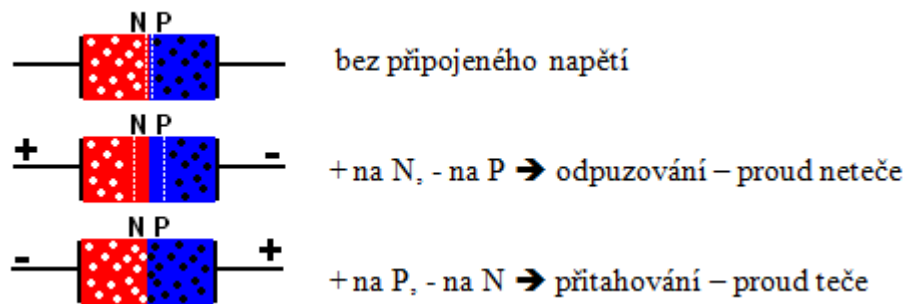 N P
bez připojeného napětí
N P
+ -
+ na N, - na P ➔ odpuzování – proud neteče
N P
- +
+ na P, - na N ➔ přitahování – proud teče